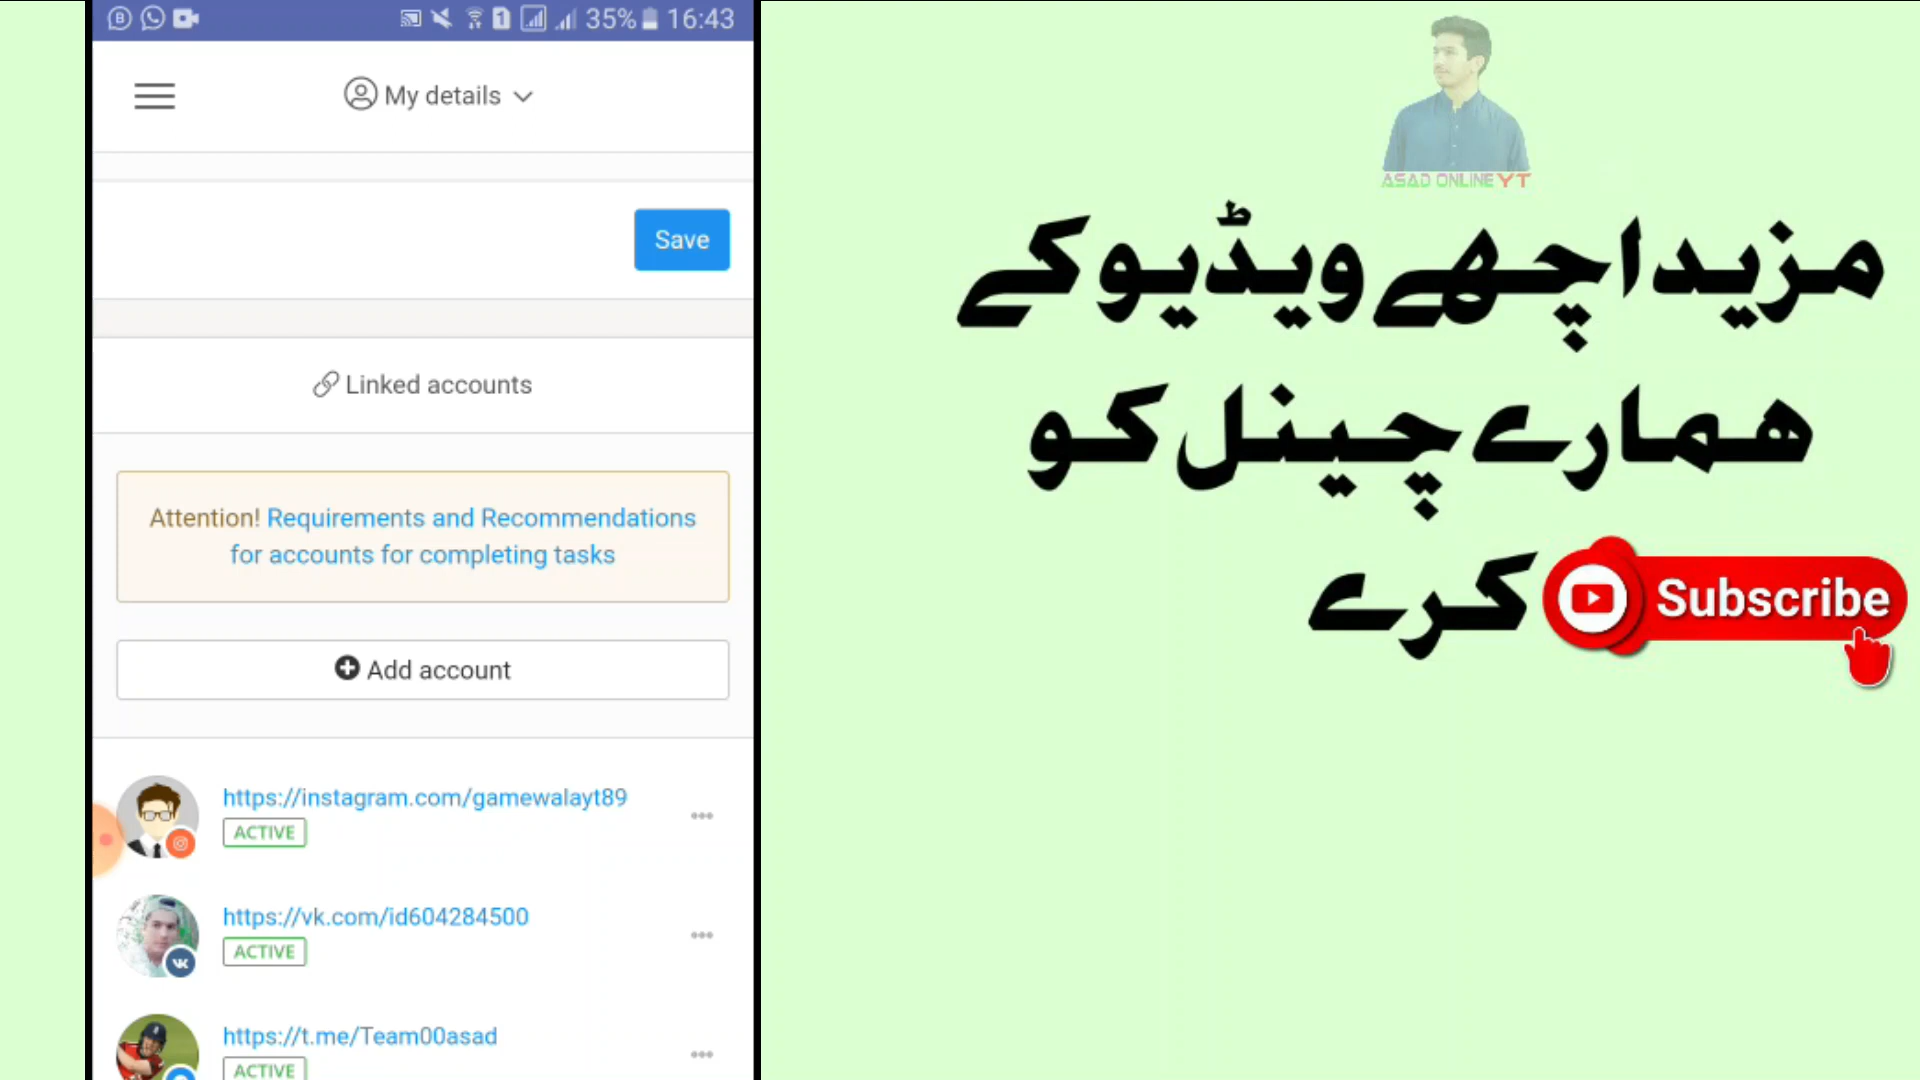 35% 16:43
My details
Save
Linked accounts
Attention! Requirements and Recommendations
for accounts for completing tasks
Add account
https://instagram.com/gamewalayt89
ACTIVE
https://vk.com/id604284500
ACTIVE
https://t.me/Team00asad
ACTIVE
ASAD ONLINE YT
مزید اچھے ویڈیو کے
ھمارے چینل کو
Subscribe کرے